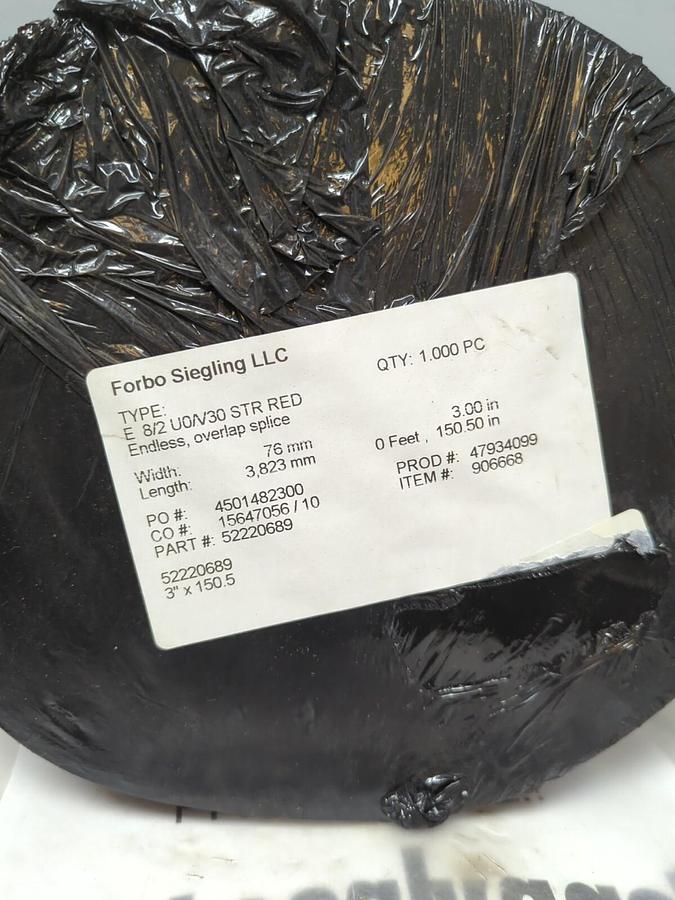 Forbo Siegling LLC
QTY: 1.000 PC
TYPE:
E 8/2 U0/V30 STR RED
Endless, overlap splice
Width: 76 mm 3.00 in
Length: 3,823 mm 0 Feet , 150.50 in
PO #: 4501482300 PROD #: 47934099
CO #: 15647056 / 10 ITEM #: 906668
PART #: 52220689
52220689
3" x 150.5